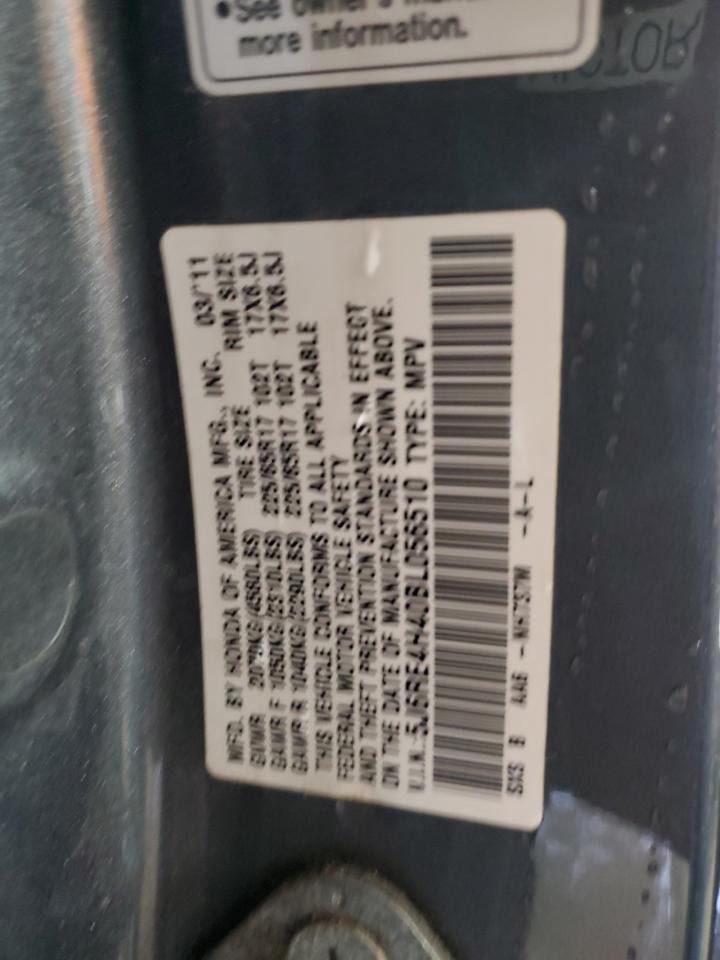 •See owner's
more information.
MFD. BY HONDA OF AMERICA MFG., INC. 03/'11
GVWR 2070KG(4560LBS) TIRE SIZE RIM SIZE
GAWR F 1050KG(2310LBS) 225/65R17 102T 17X6.5J
GAWR R 1040KG(2290LBS) 225/65R17 102T 17X6.5J
THIS VEHICLE CONFORMS TO ALL APPLICABLE
FEDERAL MOTOR VEHICLE SAFETY
AND THEFT PREVENTION STANDARDS IN EFFECT
ON THE DATE OF MANUFACTURE SHOWN ABOVE.
V.I.N.:5J6RE4H40BL056510 TYPE: MPV
B -NH737M -A-L